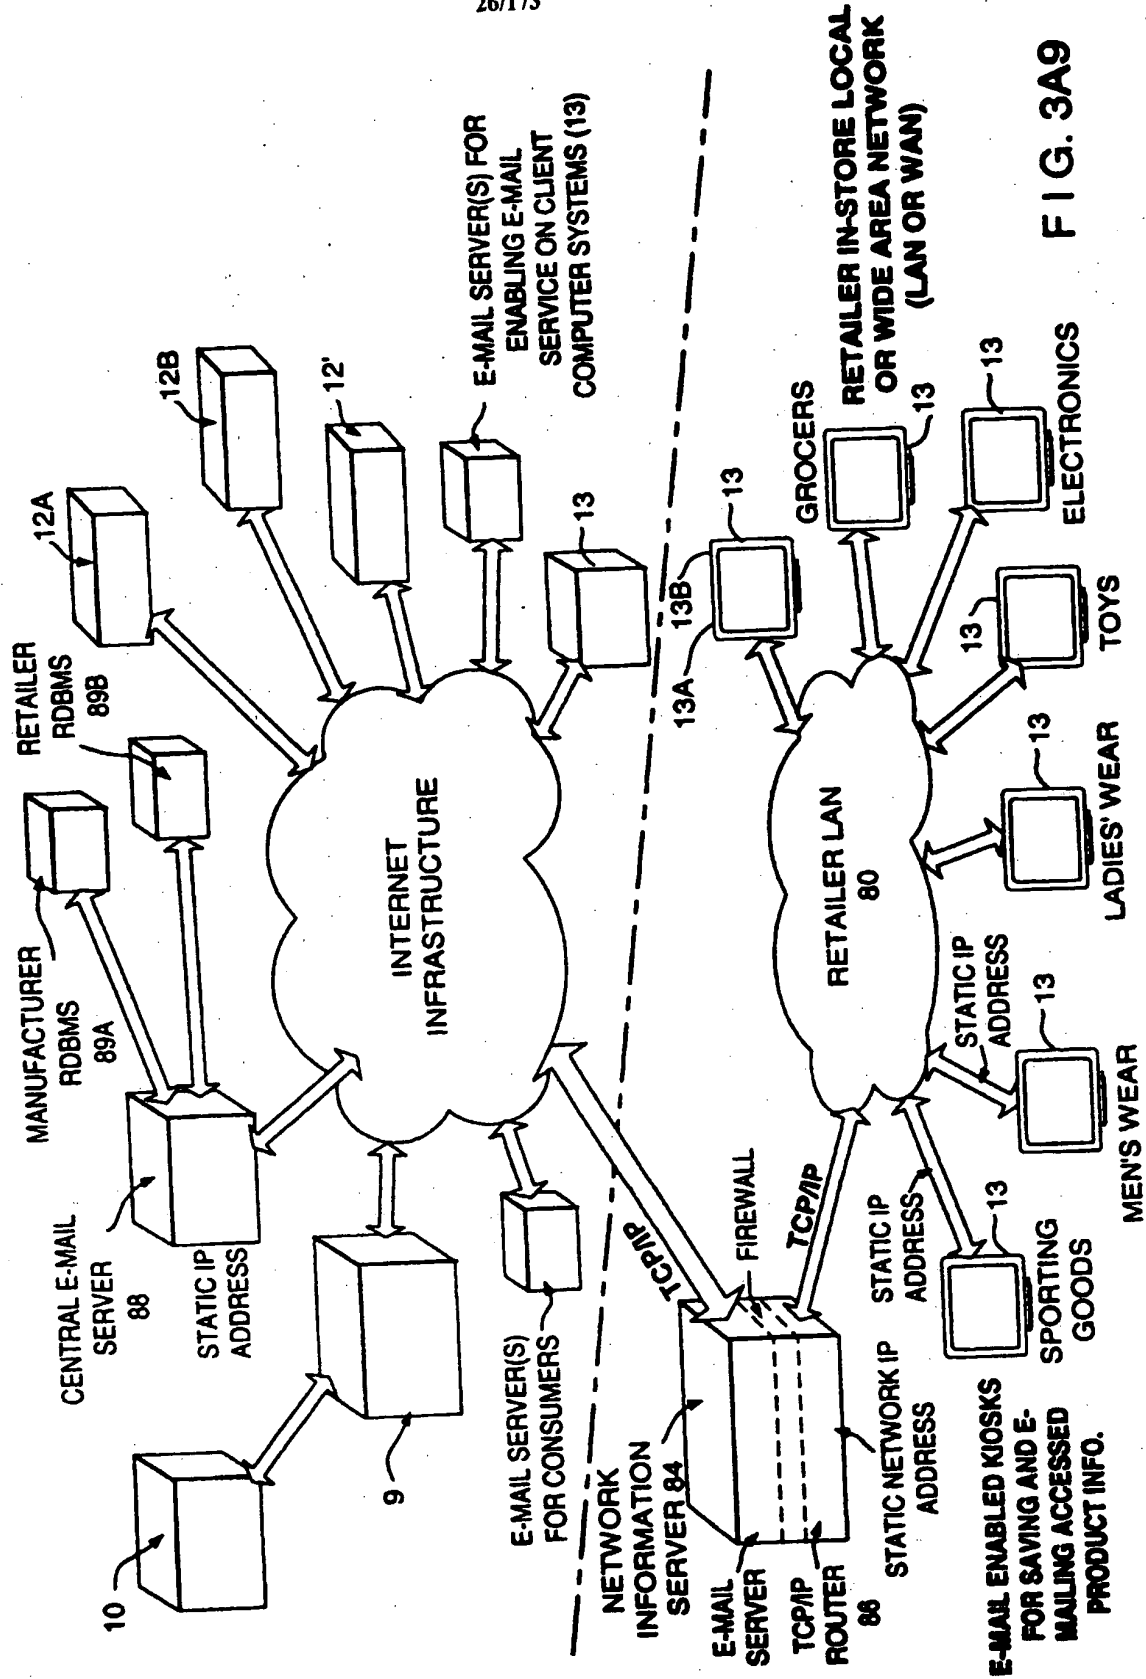 26/173
10
9
CENTRAL E-MAIL
SERVER
88
STATIC IP
ADDRESS
MANUFACTURER
RDBMS
89A
RETAILER
RDBMS
89B
12A
12B
12'
E-MAIL SERVER(S) FOR
ENABLING E-MAIL
SERVICE ON CLIENT
COMPUTER SYSTEMS (13)
13
INTERNET
INFRASTRUCTURE
E-MAIL SERVER(S)
FOR CONSUMERS
TCP/IP
NETWORK
INFORMATION
SERVER 84
E-MAIL
SERVER
TCP/IP
ROUTER
86
FIREWALL
STATIC NETWORK IP
ADDRESS
TCP/IP
RETAILER LAN
80
13A
13B
13
GROCERS
13
RETAILER IN-STORE LOCAL
OR WIDE AREA NETWORK
(LAN OR WAN)
13
ELECTRONICS
13
TOYS
13
LADIES' WEAR
STATIC IP
ADDRESS
13
MEN'S WEAR
STATIC IP
ADDRESS
13
SPORTING
GOODS
E-MAIL ENABLED KIOSKS
FOR SAVING AND E-
MAILING ACCESSED
PRODUCT INFO.
FIG. 3A9